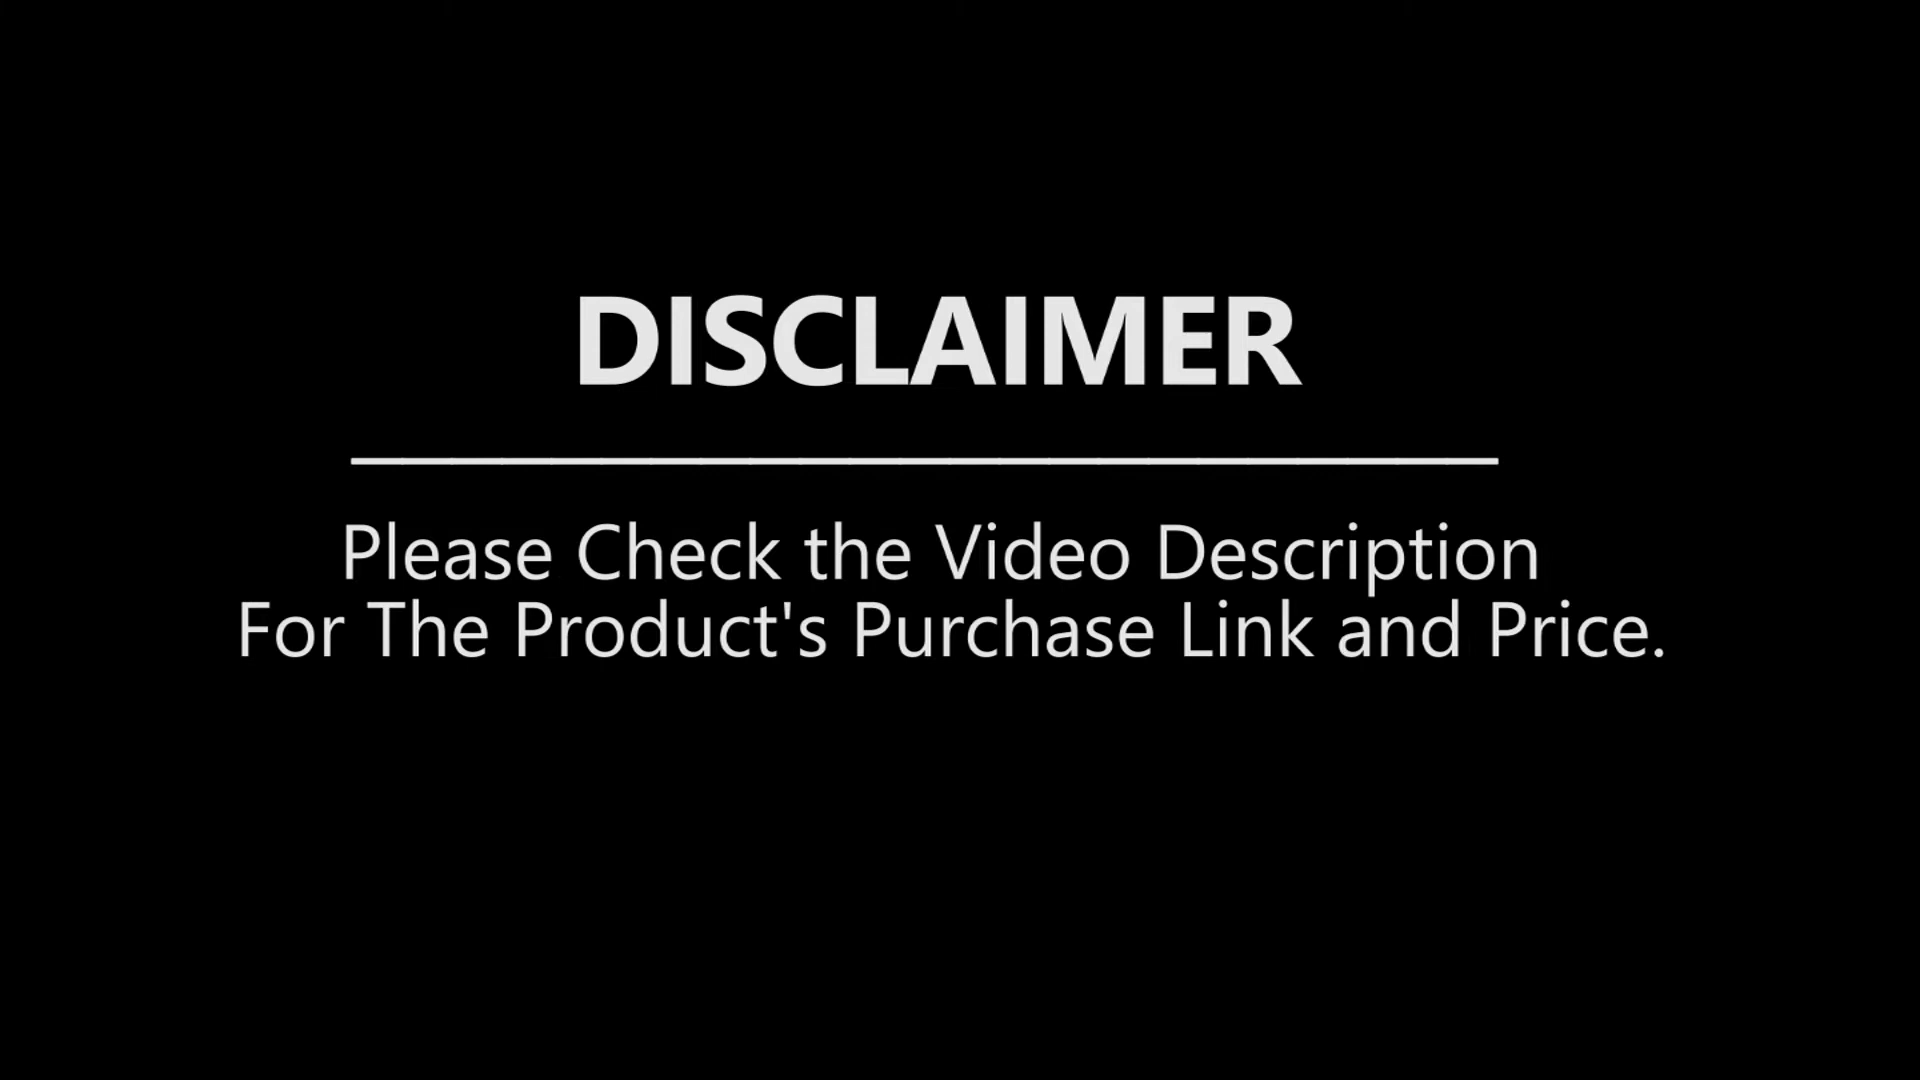 DISCLAIMER
Please Check the Video Description
For The Product's Purchase Link and Price.